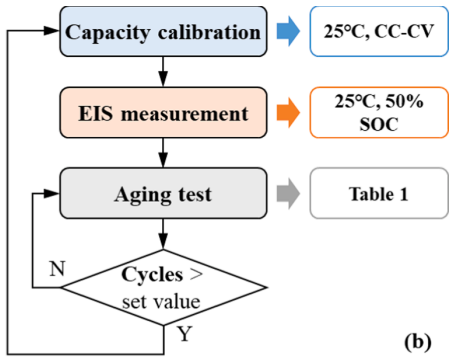 Capacity calibration
25°C, CC-CV
EIS measurement
25°C, 50%
SOC
Aging test
Table 1
N
Cycles >
set value
Y
(b)